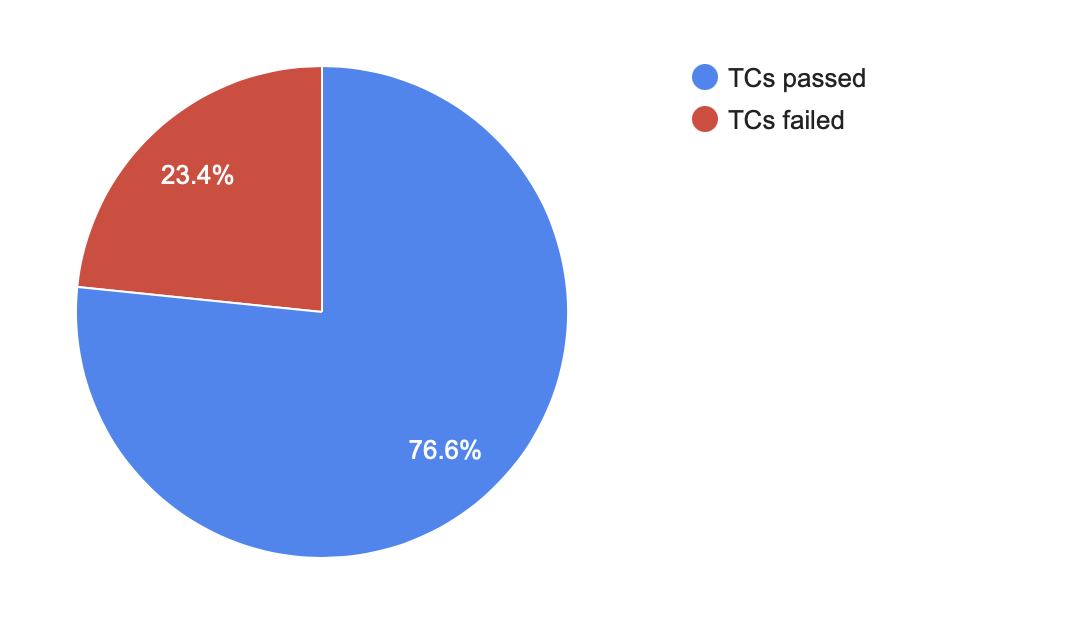 TCs passed
TCs failed
23.4%
76.6%